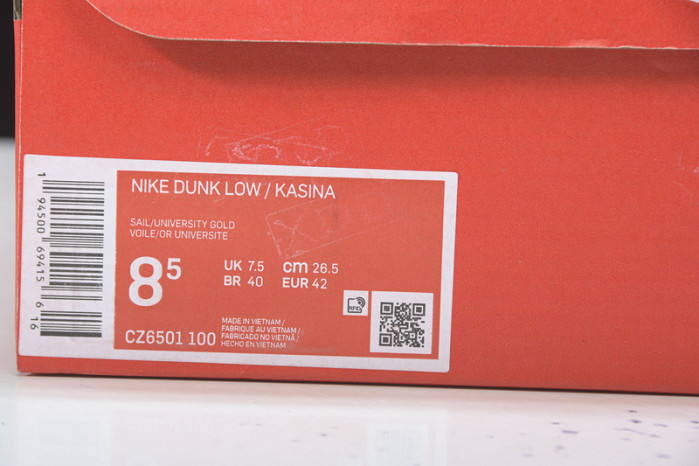 NIKE DUNK LOW / KASINA
SAIL/UNIVERSITY GOLD
VOILE/OR UNIVERSITE
8⁵
UK 7.5 cm 26.5
BR 40 EUR 42
CZ6501 100
MADE IN VIETNAM /
FABRIQUE AU VIETNAM /
FABRICADO NO VIETNÃ /
HECHO EN VIETNAM
1 94500 69415 6 16